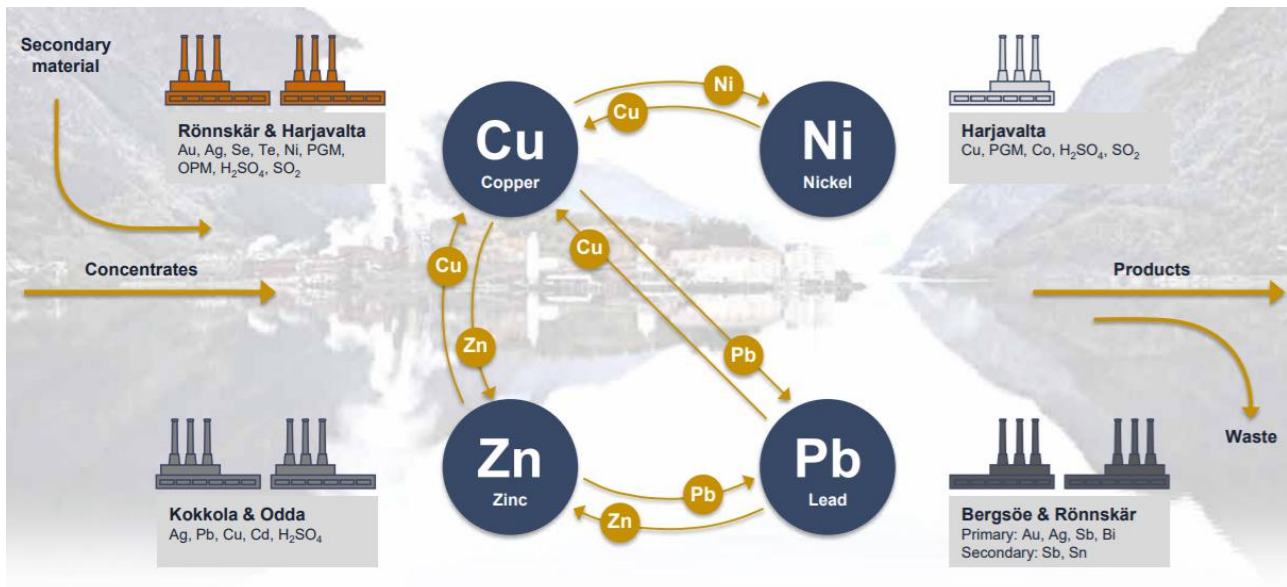 Secondary
material
Rönnskär & Harjavalta
Au, Ag, Se, Te, Ni, PGM,
OPM, H₂SO₄, SO₂
Harjavalta
Cu, PGM, Co, H₂SO₄, SO₂
Cu
Copper
Ni
Cu
Ni
Nickel
Concentrates
Products
Cu
Zn
Cu
Pb
Waste
Zn
Zinc
Pb
Zn
Pb
Lead
Kokkola & Odda
Ag, Pb, Cu, Cd, H₂SO₄
Bergsöe & Rönnskär
Primary: Au, Ag, Sb, Bi
Secondary: Sb, Sn